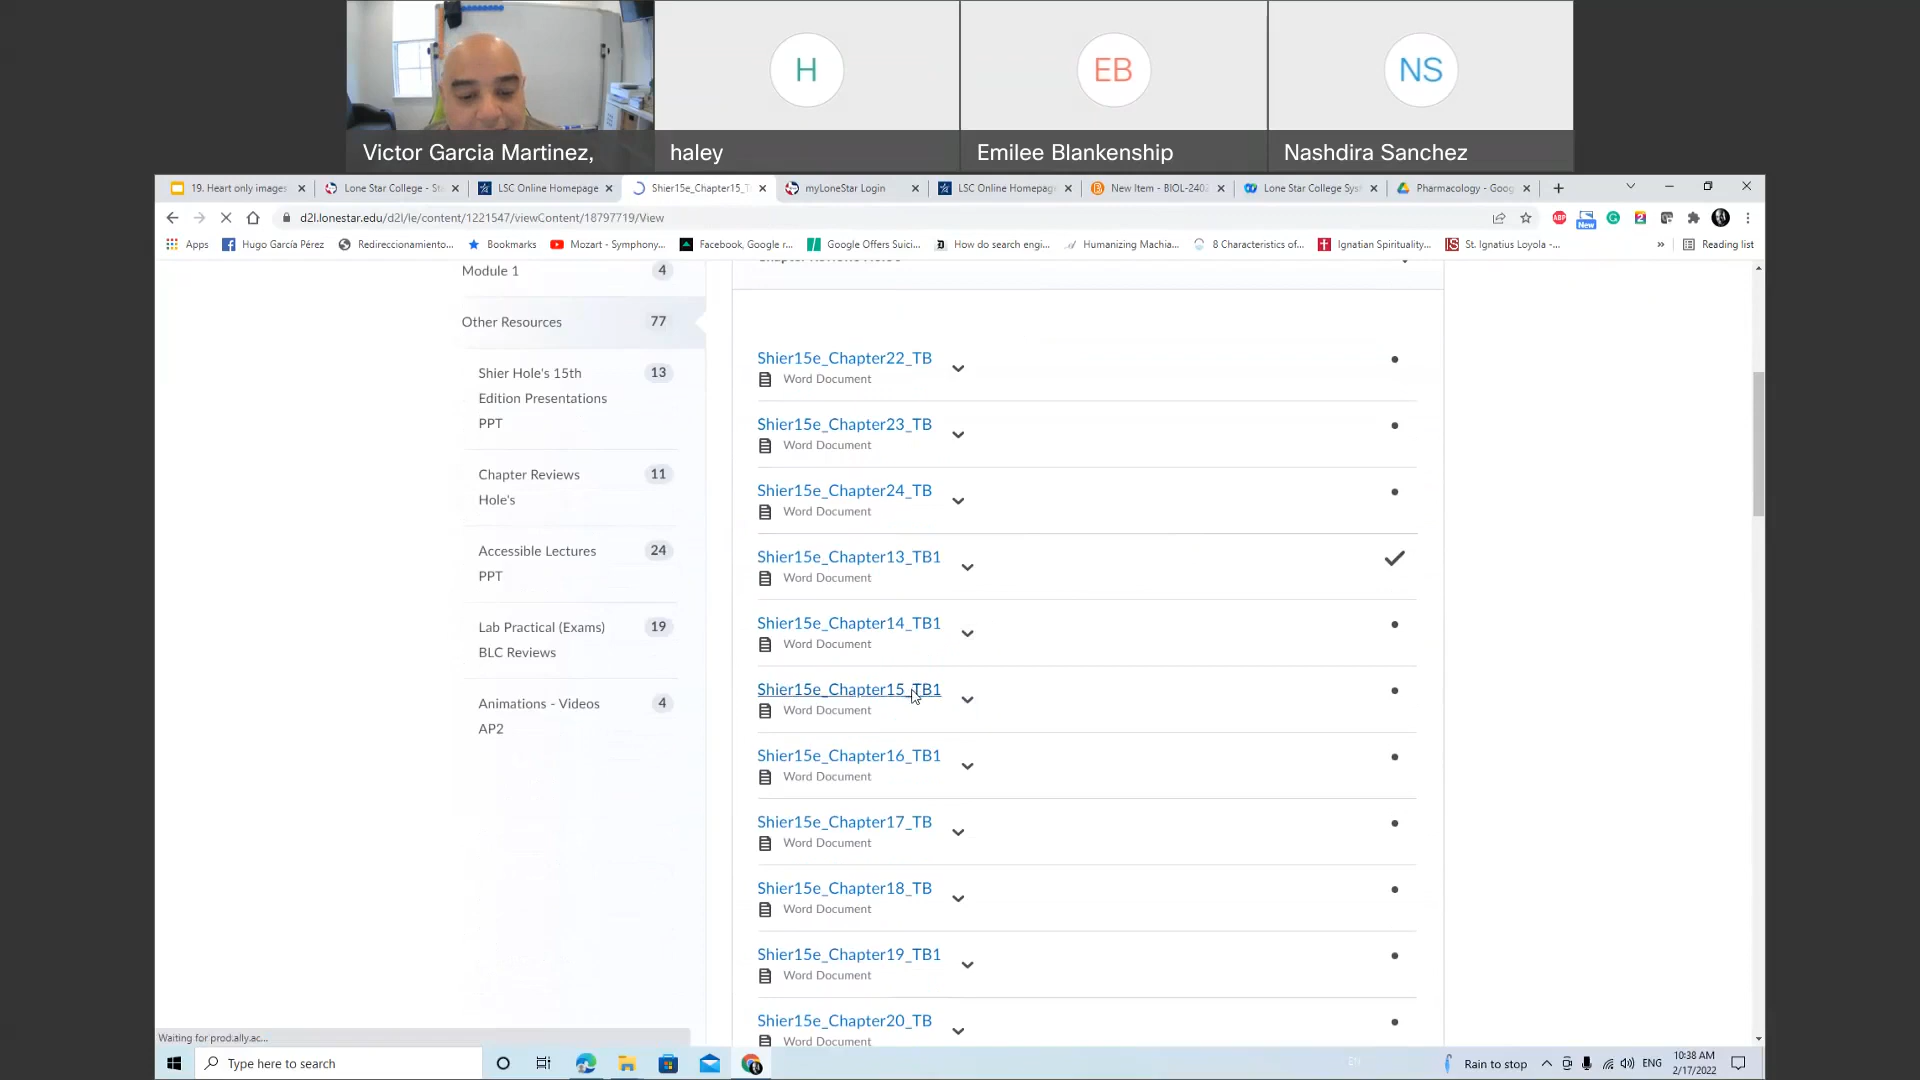 H
EB
NS
Victor Garcia Martinez,
haley
Emilee Blankenship
Nashdira Sanchez
19. Heart only images
Lone Star College - St
LSC Online Homepage
Shier15e_Chapter15_T
myLoneStar Login
LSC Online Homepag
New Item - BIOL-2402
Lone Star College Sys
Pharmacology - Goog
d2l.lonestar.edu/d2l/le/content/1221547/viewContent/18797719/View
ABP
New
2
Apps
Hugo García Pérez
Redireccionamiento...
Bookmarks
Mozart - Symphony...
Facebook, Google r...
Google Offers Suici...
How do search engi...
Humanizing Machia...
8 Characteristics of...
Ignatian Spirituality...
St. Ignatius Loyola -...
»
Reading list
Module 1
4
Other Resources
77
Shier Hole's 15th
Edition Presentations
PPT
13
Chapter Reviews
Hole's
11
Accessible Lectures
PPT
24
Lab Practical (Exams)
BLC Reviews
19
Animations - Videos
AP2
4
Shier15e_Chapter22_TB
Word Document
Shier15e_Chapter23_TB
Word Document
Shier15e_Chapter24_TB
Word Document
Shier15e_Chapter13_TB1
Word Document
Shier15e_Chapter14_TB1
Word Document
Shier15e_Chapter15_TB1
Word Document
Shier15e_Chapter16_TB1
Word Document
Shier15e_Chapter17_TB
Word Document
Shier15e_Chapter18_TB
Word Document
Shier15e_Chapter19_TB1
Word Document
Shier15e_Chapter20_TB
Word Document
Waiting for prod.ally.ac...
Type here to search
Rain to stop
ENG
10:38 AM
2/17/2022